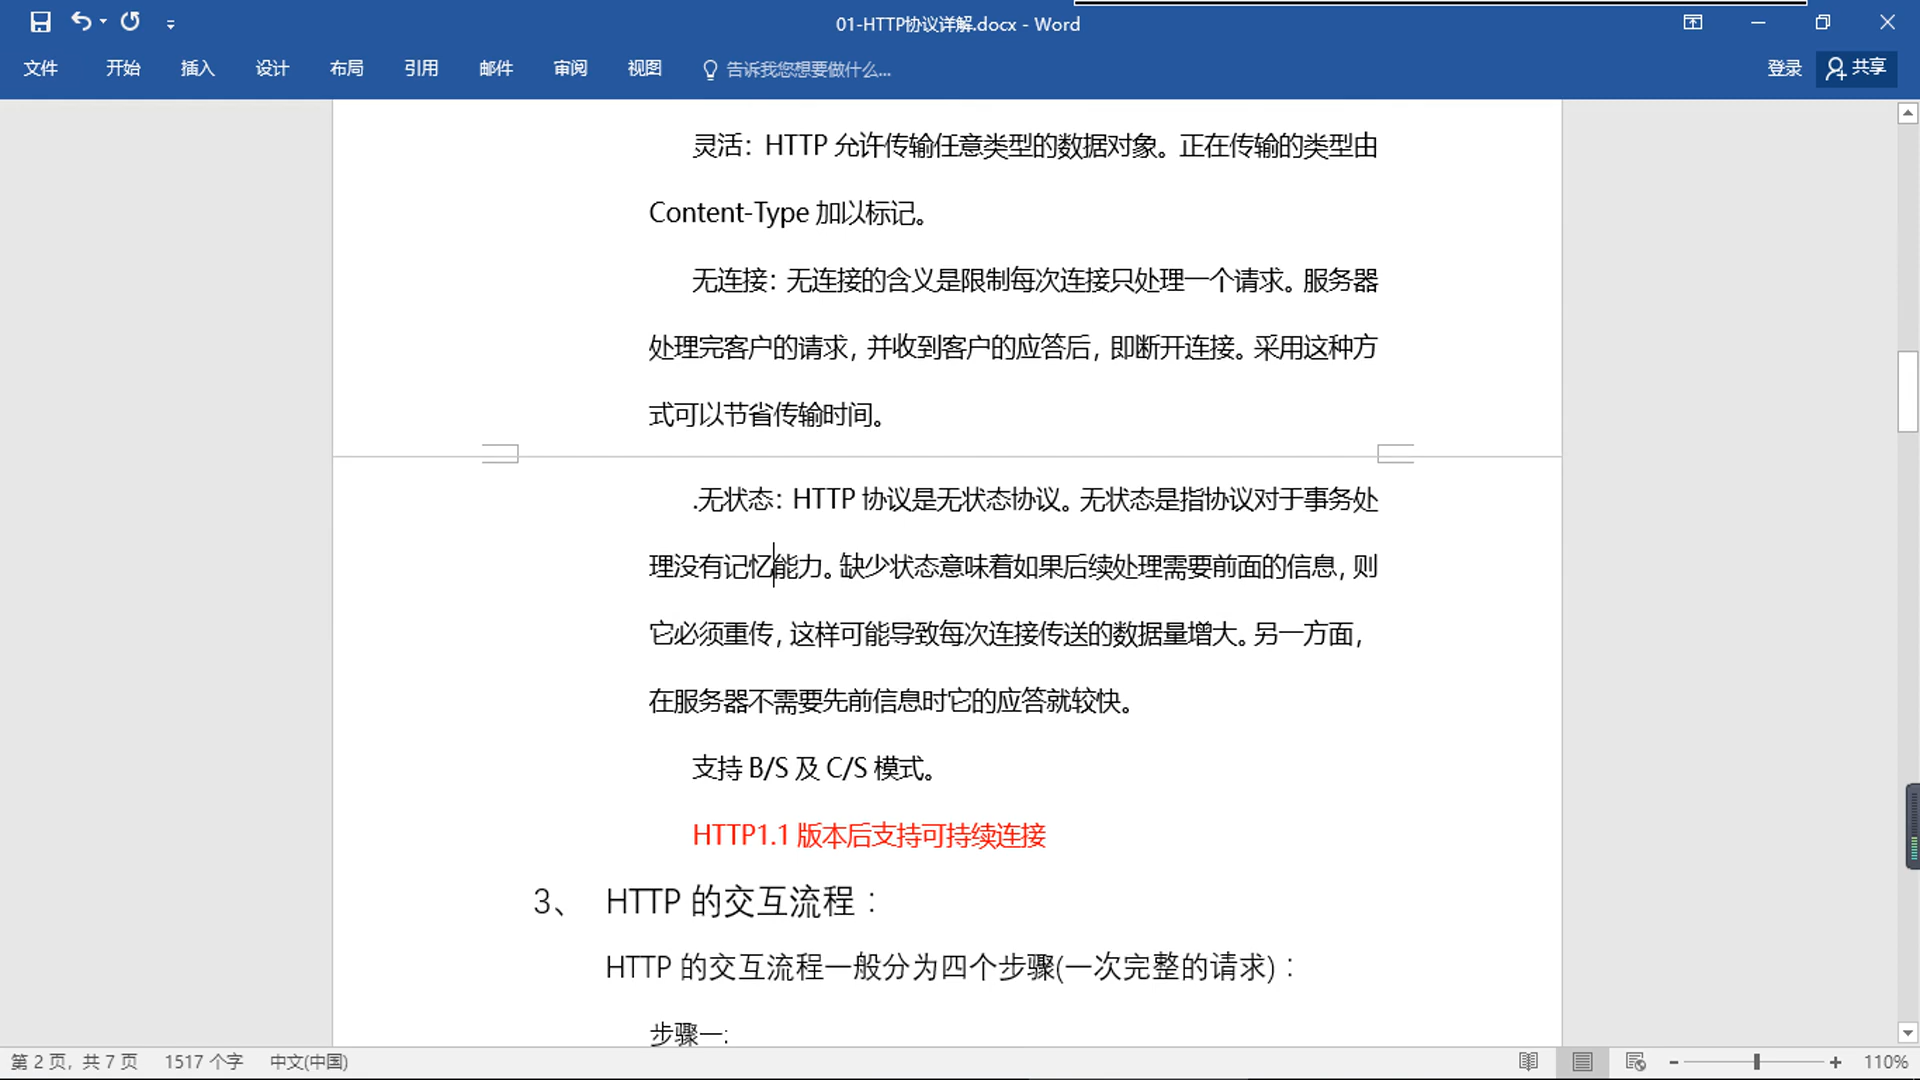 01-HTTP协议详解.docx - Word
文件 开始 插入 设计 布局 引用 邮件 审阅 视图 告诉我您想要做什么... 登录 共享
灵活：HTTP 允许传输任意类型的数据对象。正在传输的类型由
Content-Type 加以标记。
无连接：无连接的含义是限制每次连接只处理一个请求。服务器
处理完客户的请求，并收到客户的应答后，即断开连接。采用这种方
式可以节省传输时间。
.无状态：HTTP 协议是无状态协议。无状态是指协议对于事务处
理没有记忆能力。缺少状态意味着如果后续处理需要前面的信息，则
它必须重传，这样可能导致每次连接传送的数据量增大。另一方面，
在服务器不需要先前信息时它的应答就较快。
支持 B/S 及 C/S 模式。
HTTP1.1 版本后支持可持续连接
3、 HTTP 的交互流程：
HTTP 的交互流程一般分为四个步骤(一次完整的请求)：
步骤一:
第 2 页，共 7 页 1517 个字 中文(中国) 110%